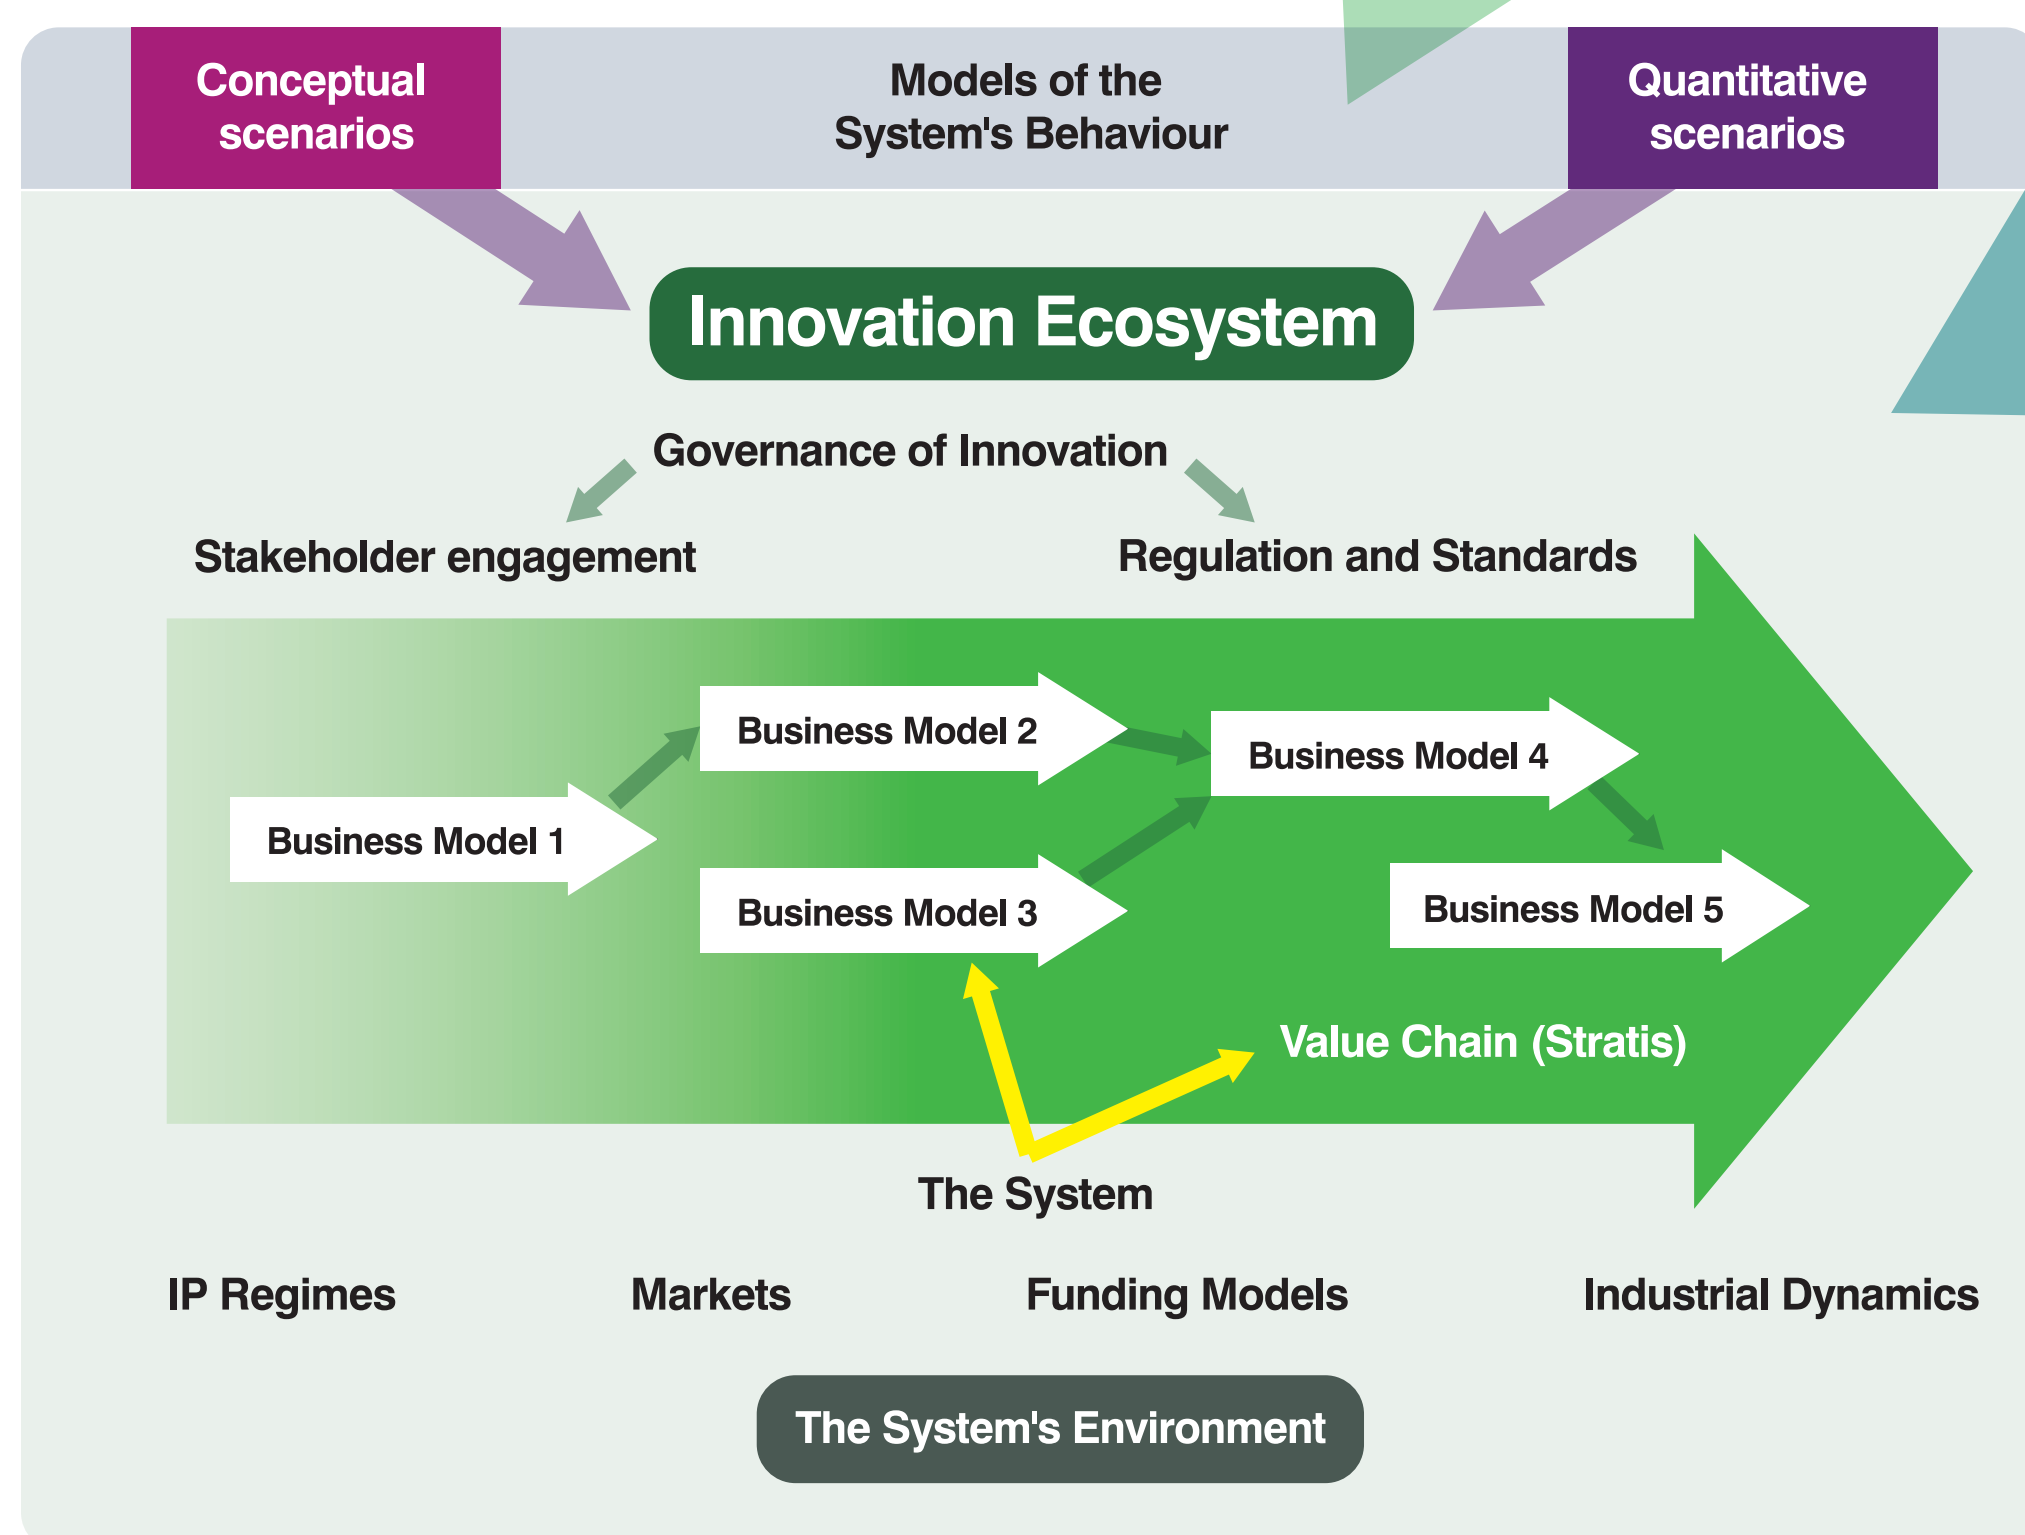 Conceptual
scenarios
Models of the
System's Behaviour
Quantitative
scenarios
Innovation Ecosystem
Governance of Innovation
Stakeholder engagement
Regulation and Standards
Business Model 1
Business Model 2
Business Model 3
Business Model 4
Business Model 5
Value Chain (Stratis)
The System
IP Regimes
Markets
Funding Models
Industrial Dynamics
The System's Environment